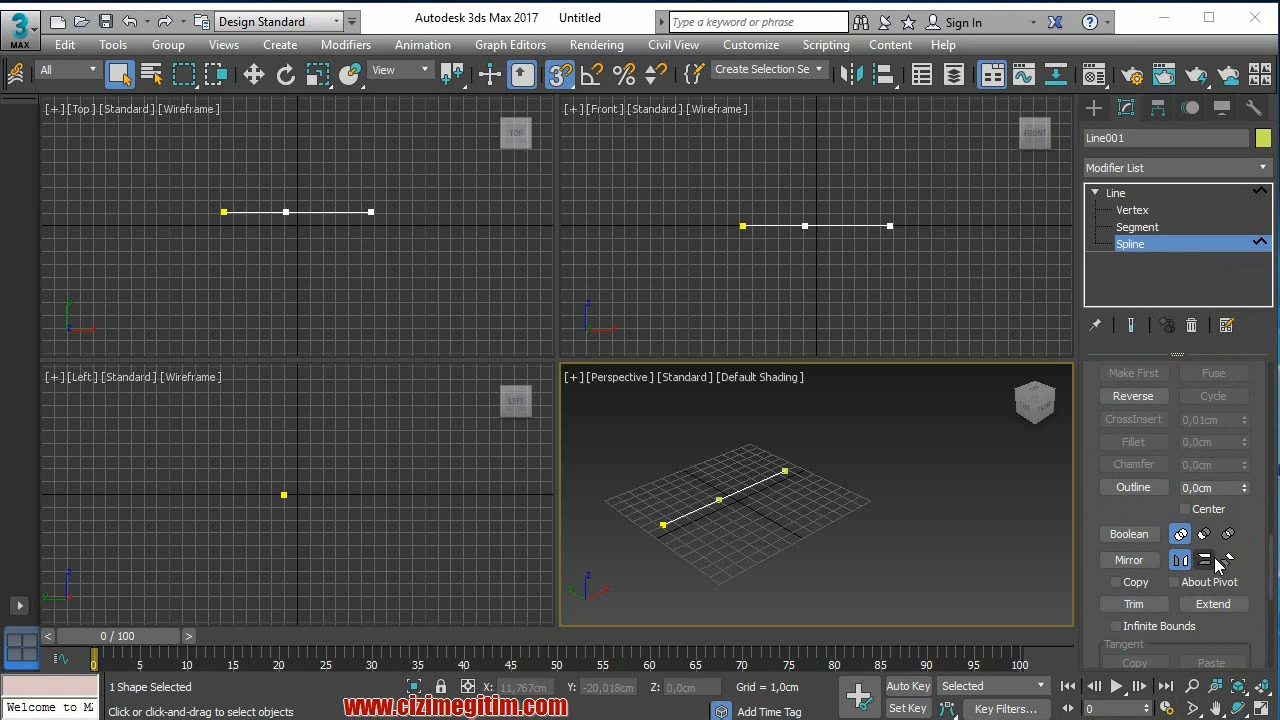 3
MAX
Design Standard
Autodesk 3ds Max 2017 Untitled
Type a keyword or phrase
Sign In
Edit Tools Group Views Create Modifiers Animation Graph Editors Rendering Civil View Customize Scripting Content Help
All
View
Create Selection Se
[+] [Top] [Standard] [Wireframe]
TOP
[+] [Front] [Standard] [Wireframe]
FRONT
Line001
Modifier List
Line
Vertex
Segment
Spline
[+] [Left] [Standard] [Wireframe]
LEFT
[+] [Perspective] [Standard] [Default Shading]
Make First Fuse
Reverse Cycle
CrossInsert 0,01cm
Fillet 0,0cm
Chamfer 0,0cm
Outline 0,0cm
Center
Boolean
Mirror
Copy About Pivot
Trim Extend
Infinite Bounds
Tangent
Copy Paste
< 0 / 100 >
0 5 10 15 20 25 30 35 40 45 50 55 60 65 70 75 80 85 90 95 100
1 Shape Selected
X: 11,767cm Y: -20,018cm Z: 0,0cm Grid = 1,0cm
Auto Key Selected
Welcome to M
Click or click-and-drag to select objects
www.cizimegitim.com
Add Time Tag
Set Key Key Filters...
0